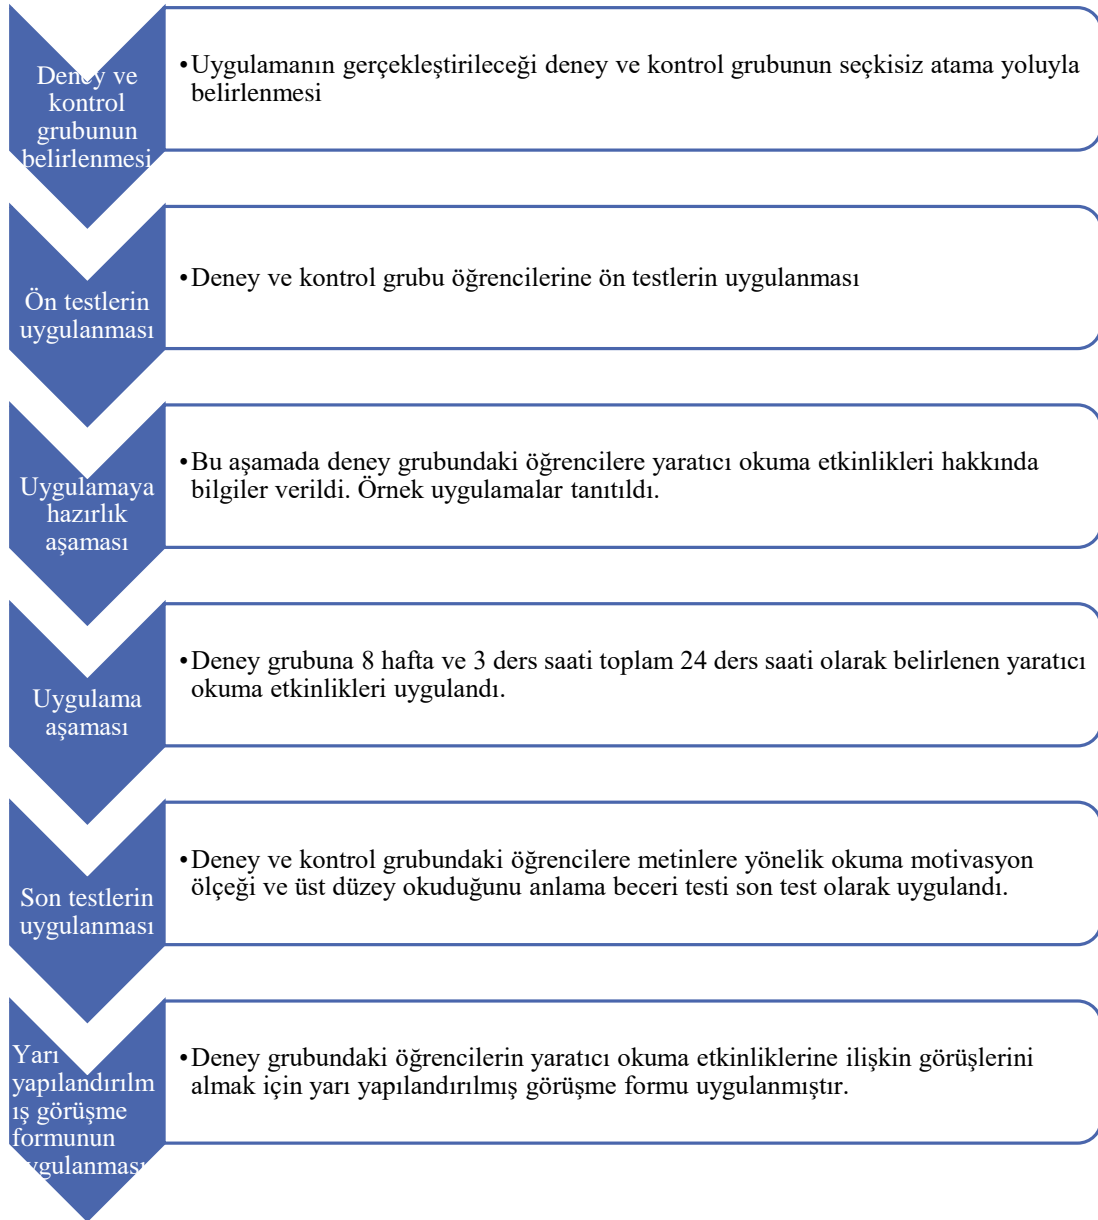 Deney ve
kontrol
grubunun
belirlenmesi
•Uygulamanın gerçekleştirileceği deney ve kontrol grubunun seçkisiz atama yoluyla
belirlenmesi
Ön testlerin
uygulanması
•Deney ve kontrol grubu öğrencilerine ön testlerin uygulanması
Uygulamaya
hazırlık
aşaması
•Bu aşamada deney grubundaki öğrencilere yaratıcı okuma etkinlikleri hakkında
bilgiler verildi. Örnek uygulamalar tanıtıldı.
Uygulama
aşaması
•Deney grubuna 8 hafta ve 3 ders saati toplam 24 ders saati olarak belirlenen yaratıcı
okuma etkinlikleri uygulandı.
Son testlerin
uygulanması
•Deney ve kontrol grubundaki öğrencilere metinlere yönelik okuma motivasyon
ölçeği ve üst düzey okuduğunu anlama beceri testi son test olarak uygulandı.
Yarı
yapılandırılm
ış görüşme
formunun
uygulanması
•Deney grubundaki öğrencilerin yaratıcı okuma etkinliklerine ilişkin görüşlerini
almak için yarı yapılandırılmış görüşme formu uygulanmıştır.